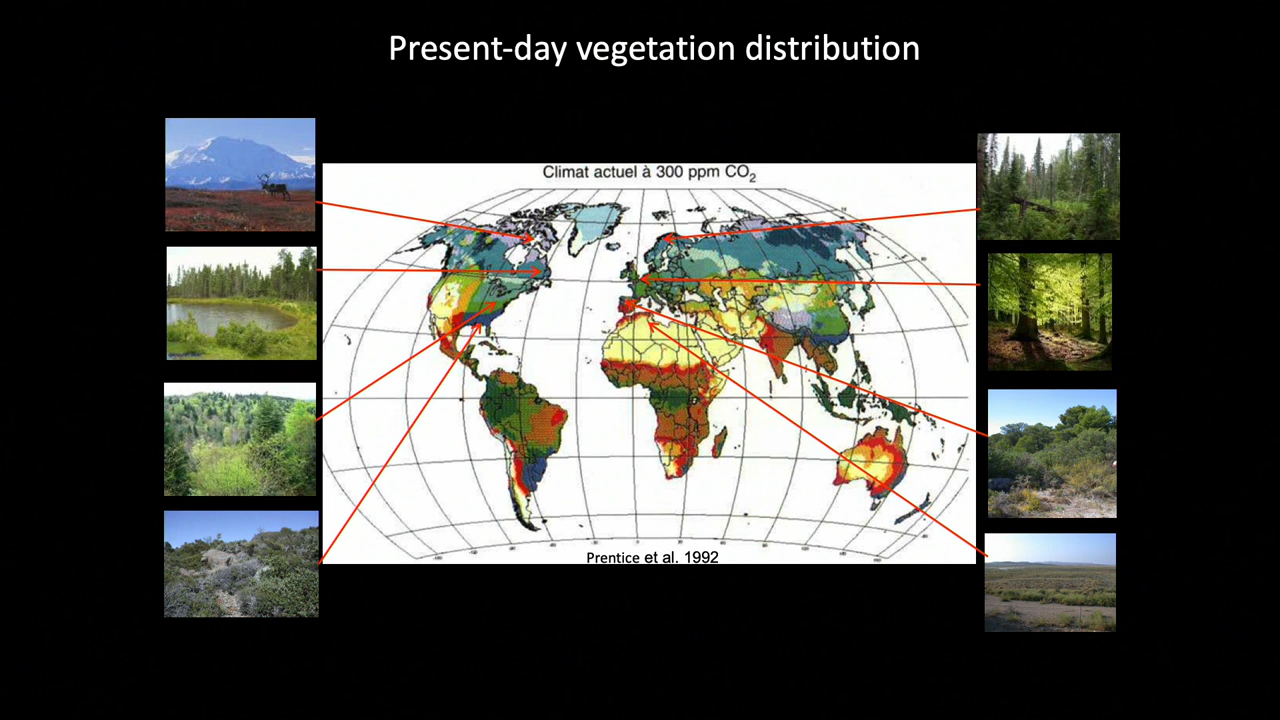 Present-day vegetation distribution
Climat actuel à 300 ppm CO₂
Prentice et al. 1992